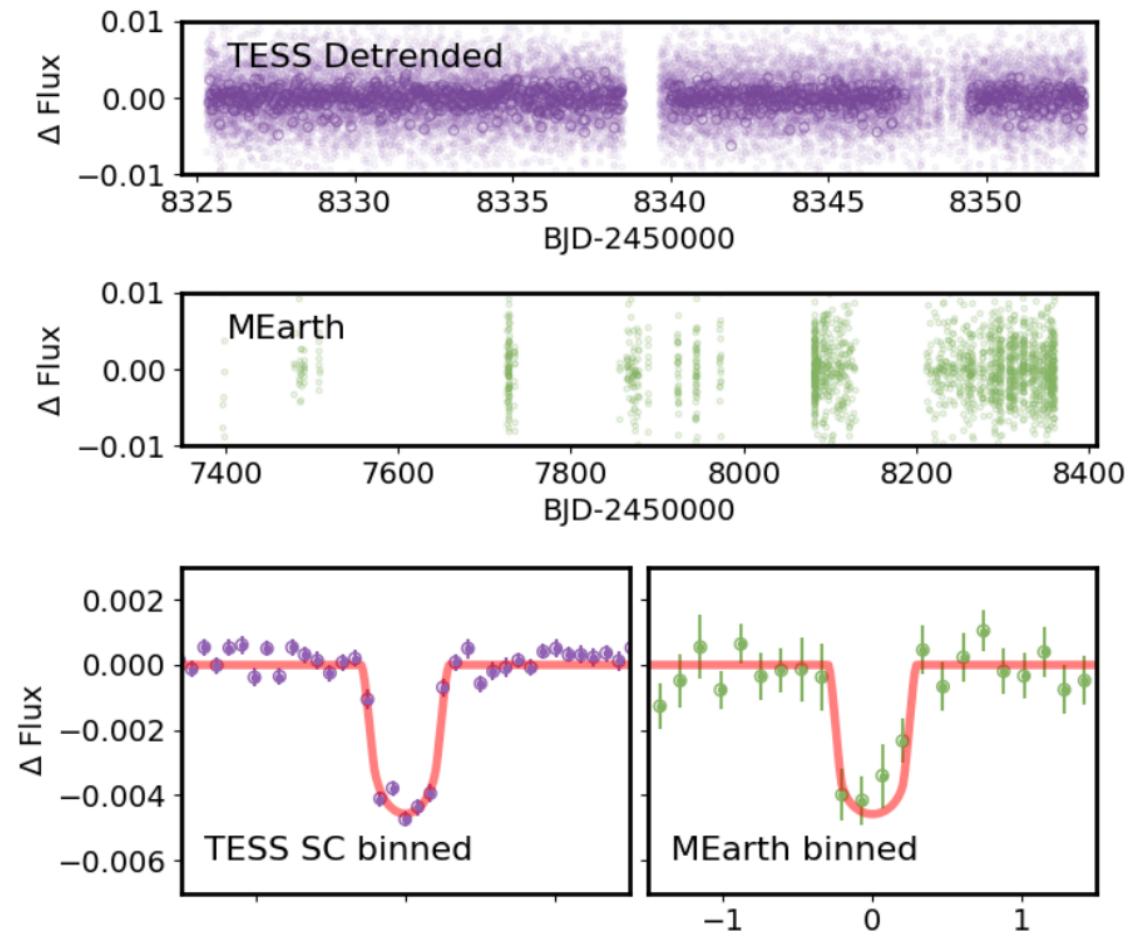 0.01
TESS Detrended
Δ Flux
0.00
−0.01
8325 8330 8335 8340 8345 8350
BJD-2450000
0.01
MEarth
Δ Flux
0.00
−0.01
7400 7600 7800 8000 8200 8400
BJD-2450000
0.002
0.000
Δ Flux
−0.002
−0.004
TESS SC binned MEarth binned
−0.006
−1 0 1